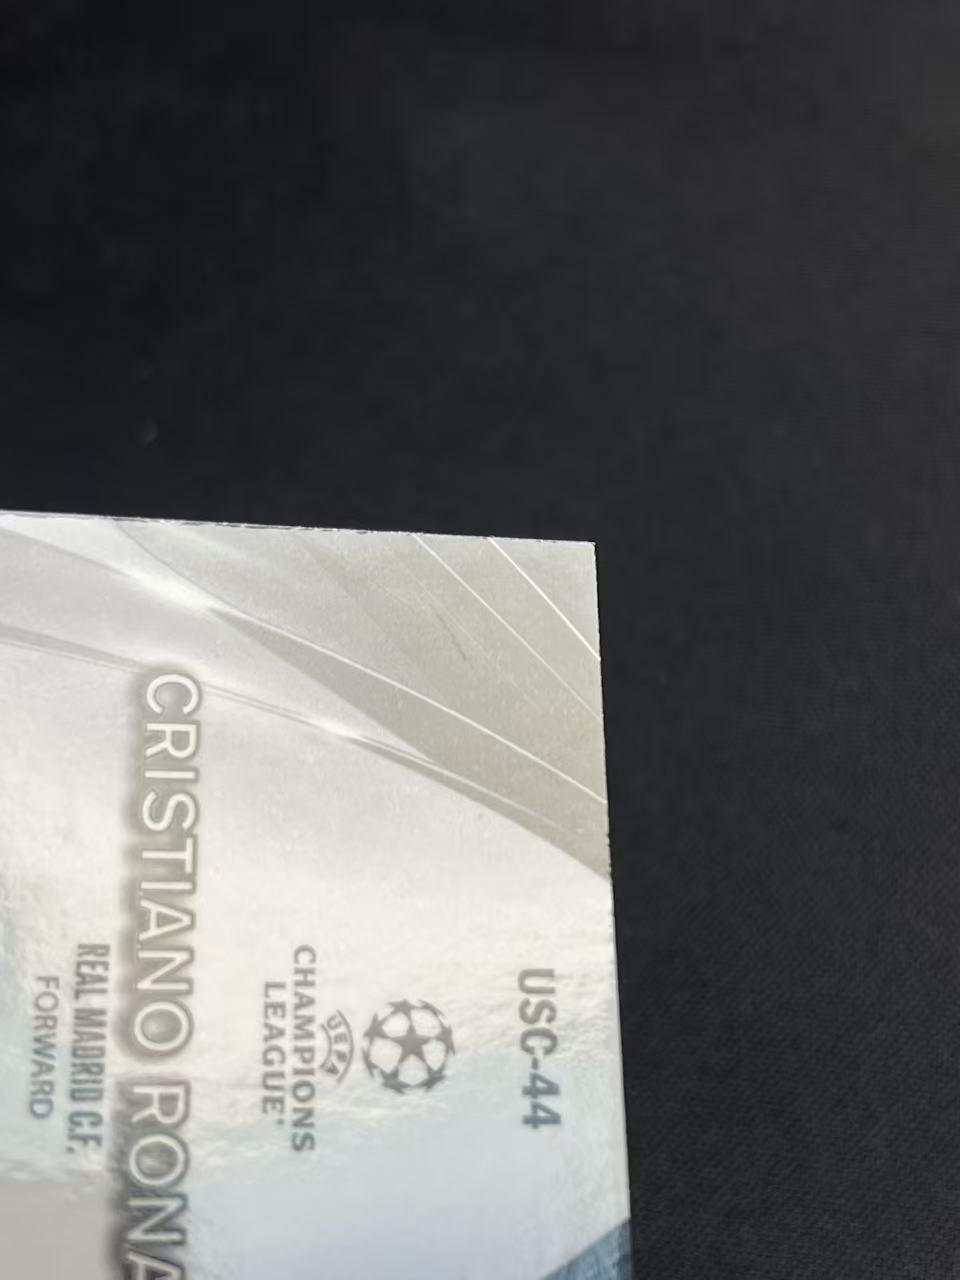 USC-44
UEFA
CHAMPIONS
LEAGUE®
CRISTIANO RONA
REAL MADRID C.F.
FORWARD